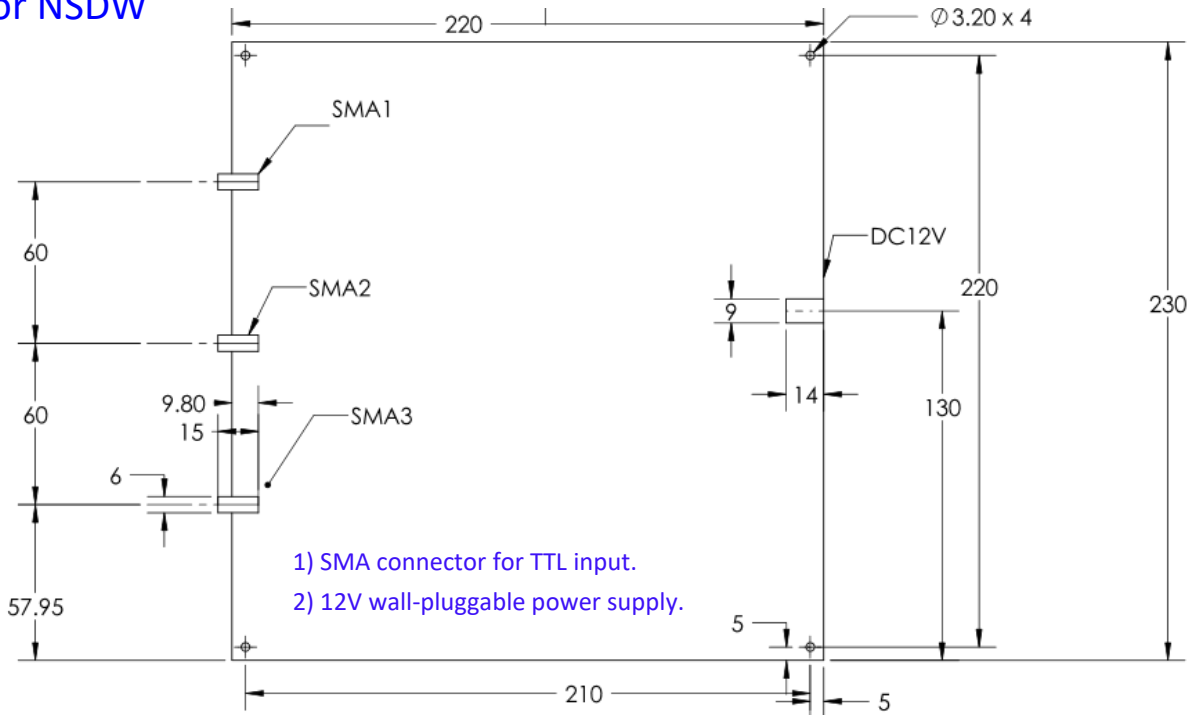 or NSDW
220
Ø3.20 x 4
SMA1
60
DC12V
SMA2
220
230
9
9.80
14
130
60
15
SMA3
6
1) SMA connector for TTL input.
2) 12V wall-pluggable power supply.
57.95
5
210
5